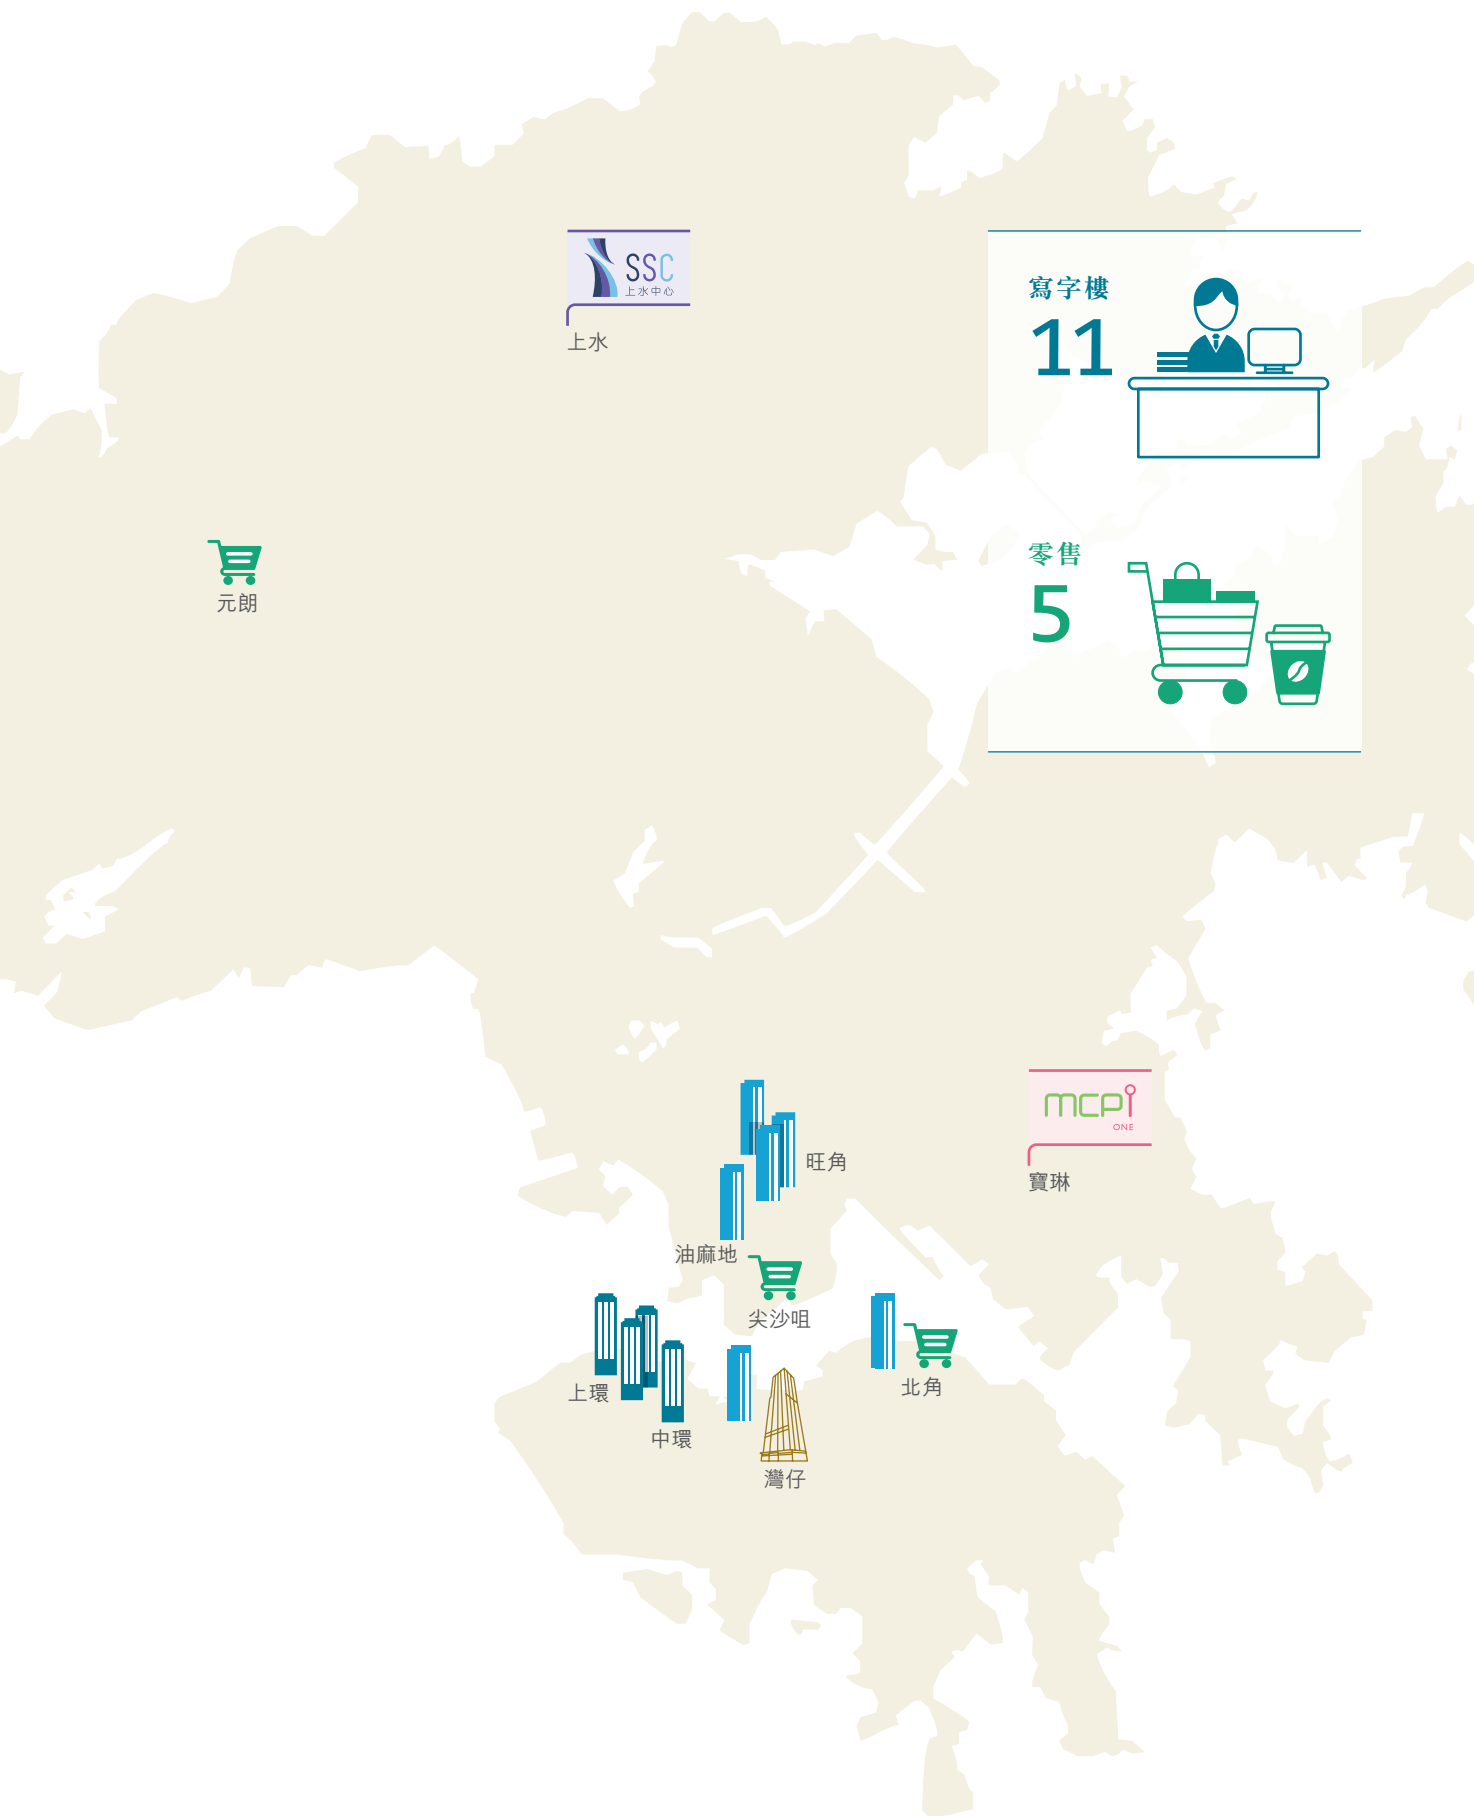 SSC
上水中心
上水
寫字樓
11
元朗
零售
5
mcpi
ONE
旺角
寶琳
油麻地
尖沙咀
上環
北角
中環
灣仔